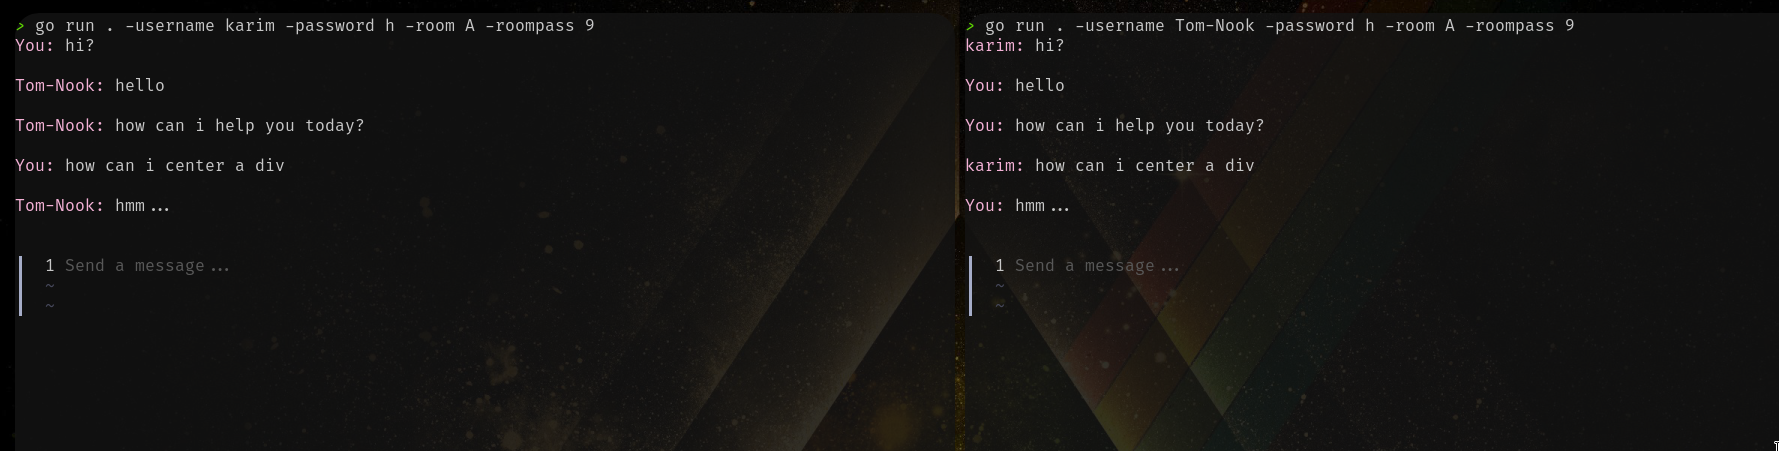 > go run . -username karim -password h -room A -roompass 9
You: hi?
Tom-Nook: hello
Tom-Nook: how can i help you today?
You: how can i center a div
Tom-Nook: hmm...
1 Send a message...
~
~
> go run . -username Tom-Nook -password h -room A -roompass 9
karim: hi?
You: hello
You: how can i help you today?
karim: how can i center a div
You: hmm...
1 Send a message...
~
~